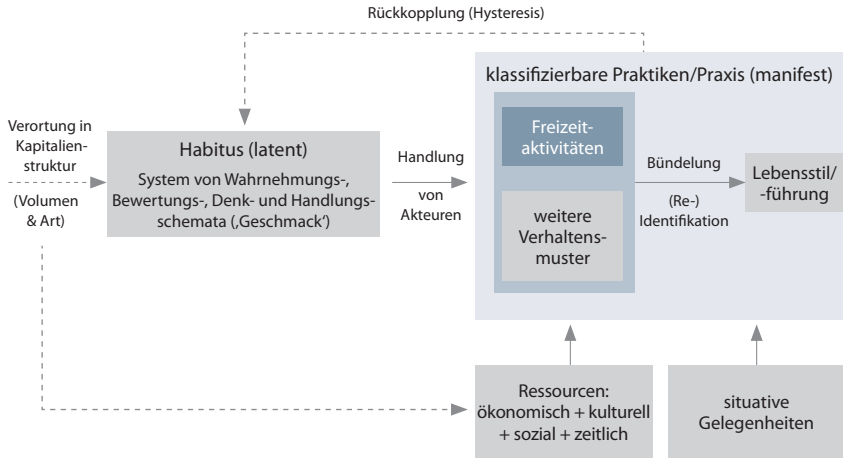 Rückkopplung (Hysteresis)
klassifizierbare Praktiken/Praxis (manifest)
Verortung in
Kapitalien-
struktur
(Volumen
& Art)
Habitus (latent)
System von Wahrnehmungs-,
Bewertungs-, Denk- und Handlungs-
schemata (‚Geschmack‘)
Handlung
von
Akteuren
Freizeit-
aktivitäten
weitere
Verhaltens-
muster
Bündelung
(Re-)
Identifikation
Lebensstil/
-führung
Ressourcen:
ökonomisch + kulturell
+ sozial + zeitlich
situative
Gelegenheiten